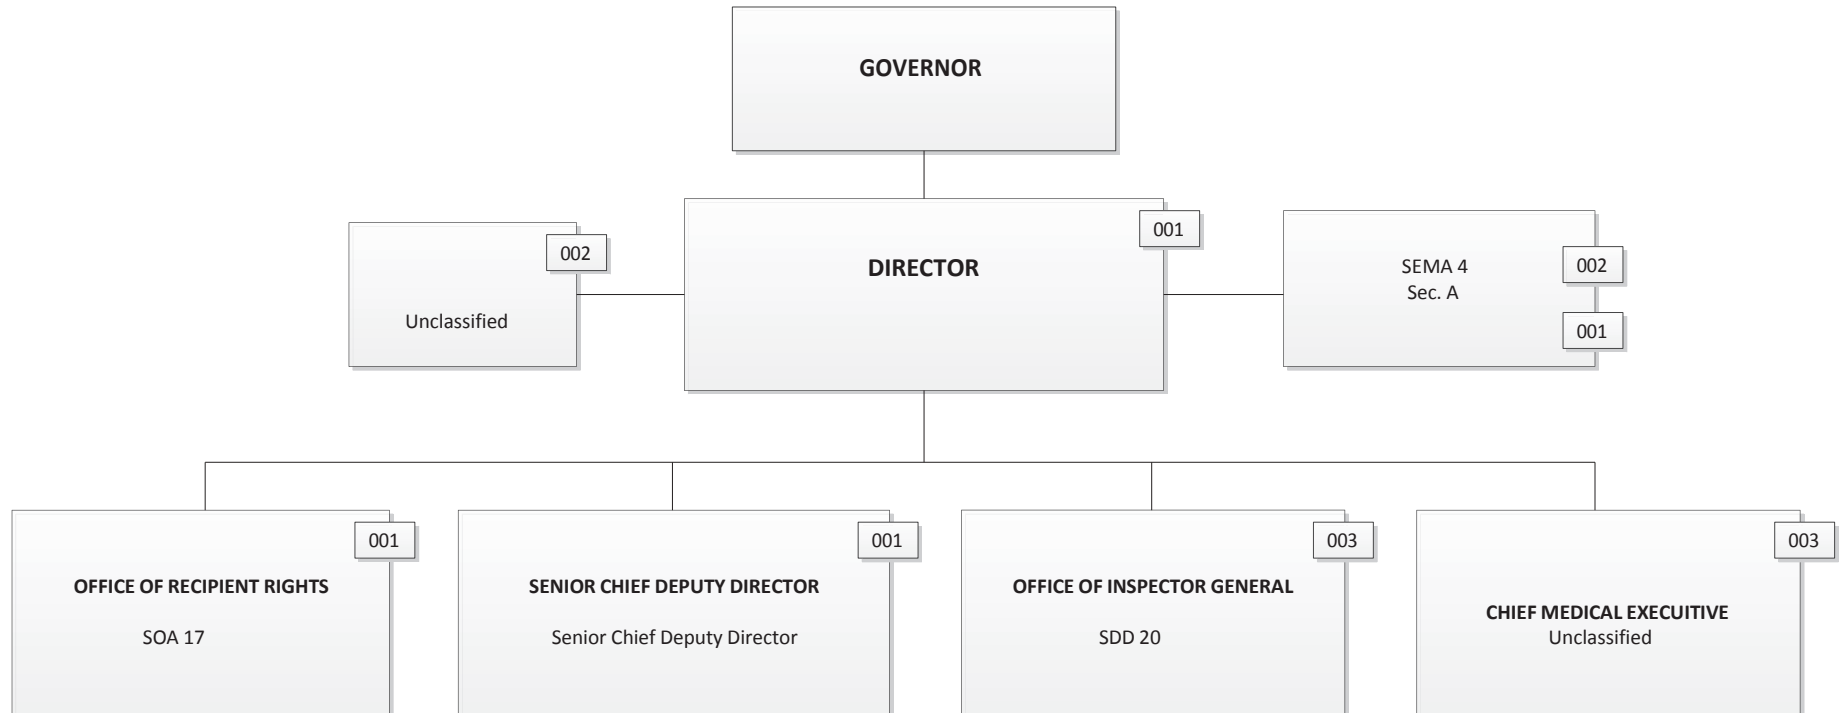 GOVERNOR
001
DIRECTOR
002
Unclassified
SEMA 4
Sec. A
002
001
001
OFFICE OF RECIPIENT RIGHTS
SOA 17
001
SENIOR CHIEF DEPUTY DIRECTOR
Senior Chief Deputy Director
003
OFFICE OF INSPECTOR GENERAL
SDD 20
003
CHIEF MEDICAL EXECUITIVE
Unclassified